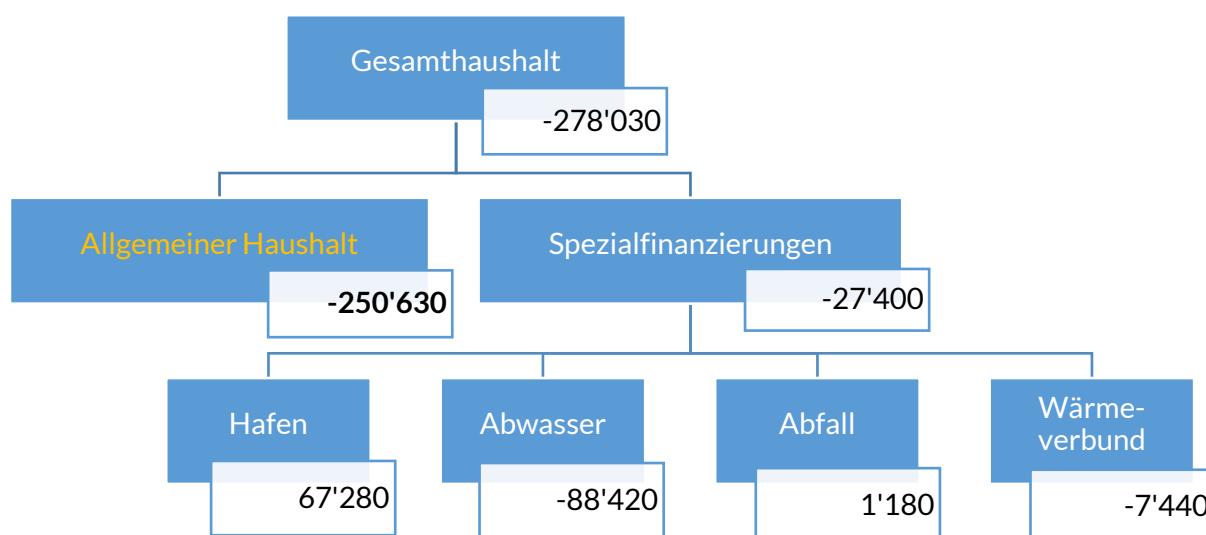 Gesamthaushalt
-278'030
Allgemeiner Haushalt
-250'630
Spezialfinanzierungen
-27'400
Hafen
67'280
Abwasser
-88'420
Abfall
1'180
Wärme-
verbund
-7'440